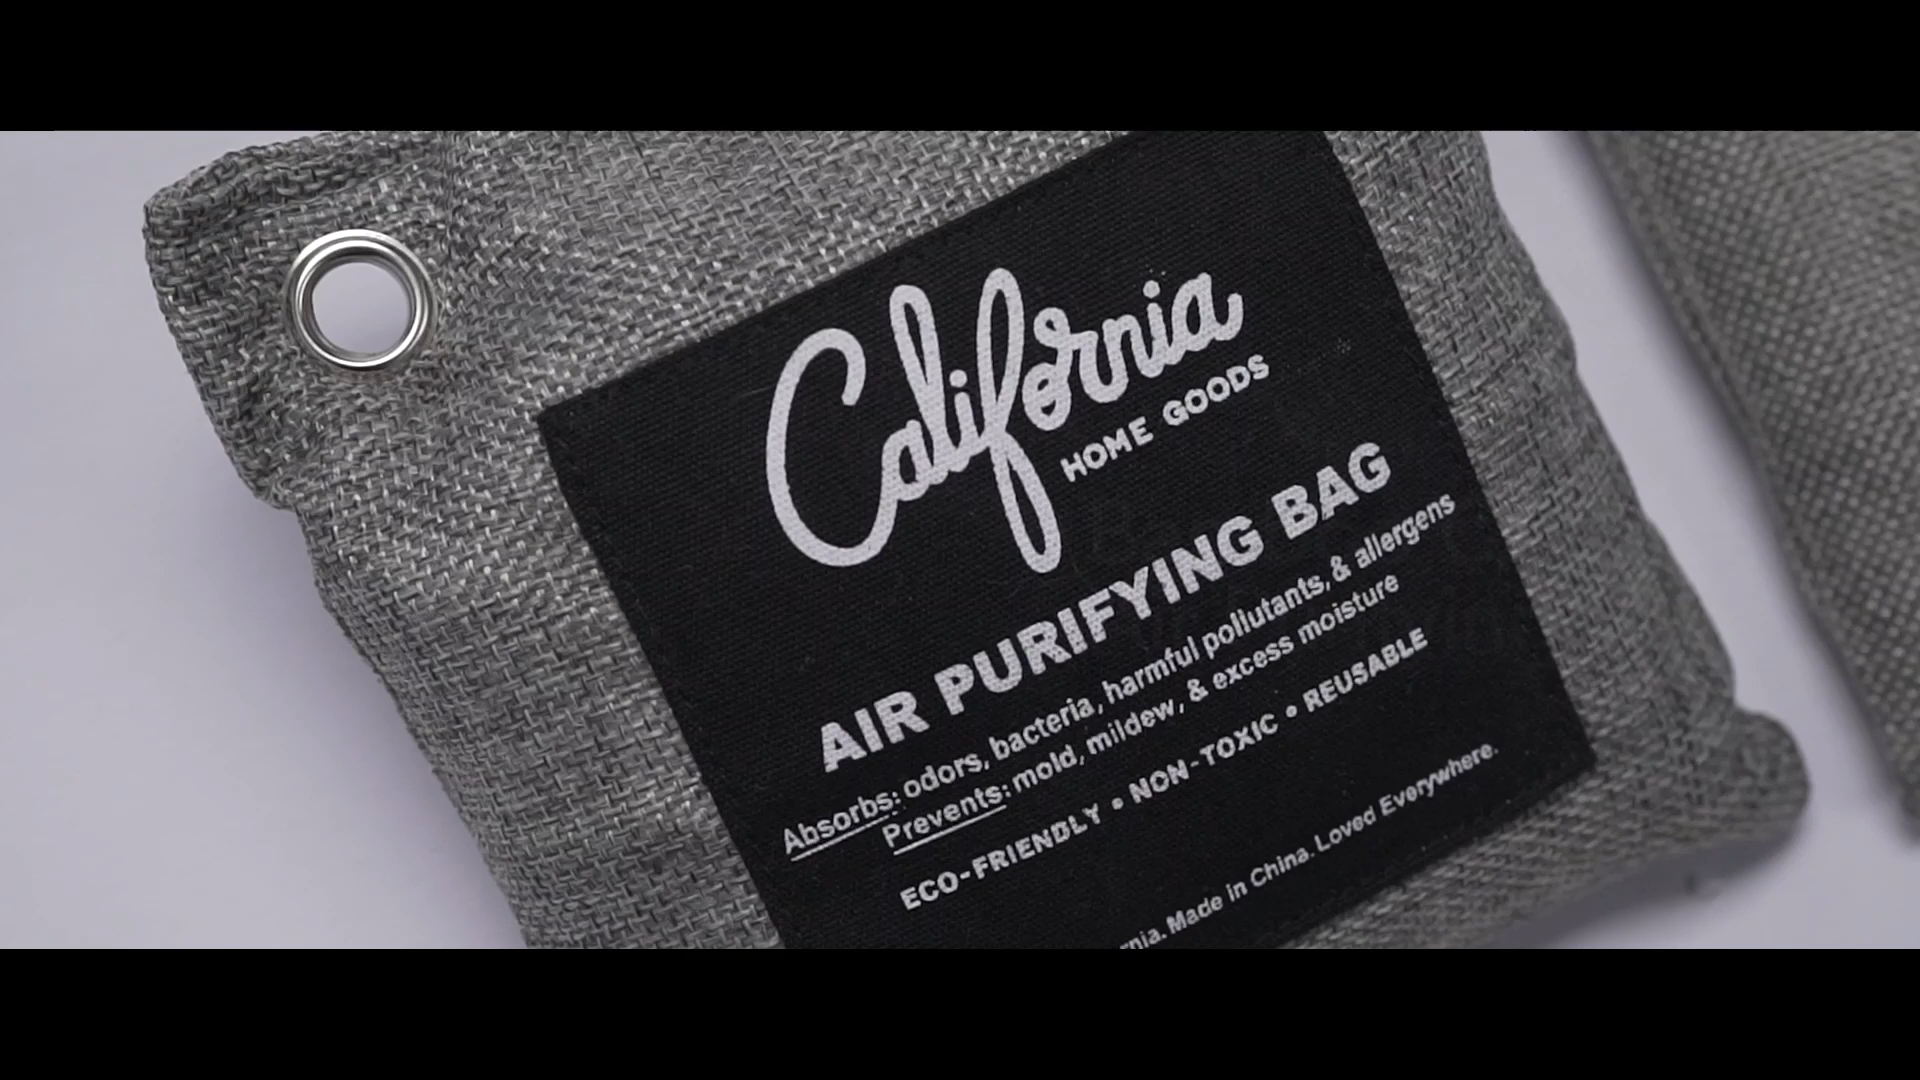 California
HOME GOODS
AIR PURIFYING BAG
Absorbs: odors, bacteria, harmful pollutants, & allergens
Prevents: mold, mildew, & excess moisture
ECO-FRIENDLY • NON-TOXIC • REUSABLE
Made in China. Loved Everywhere.